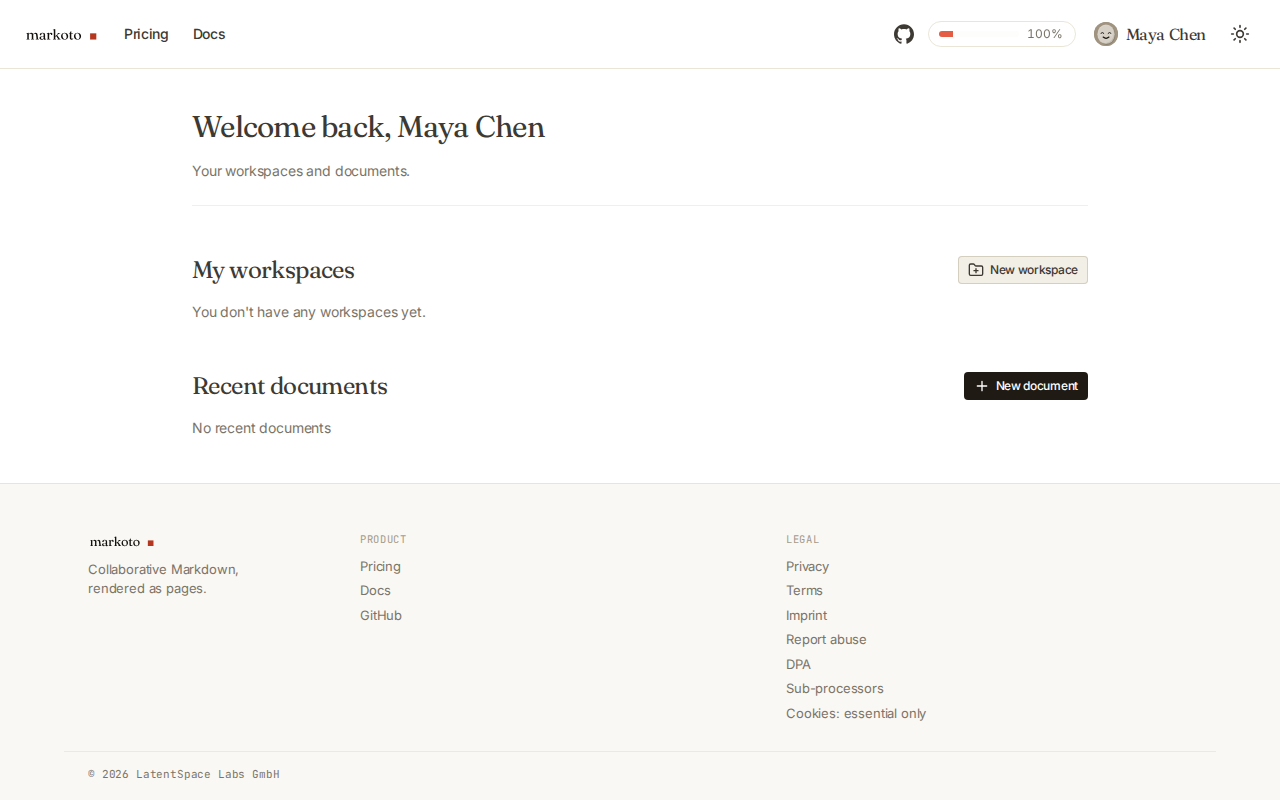 markoto
Pricing
Docs
100%
Maya Chen
Welcome back, Maya Chen
Your workspaces and documents.
My workspaces
New workspace
You don't have any workspaces yet.
Recent documents
New document
No recent documents
markoto
Collaborative Markdown,
rendered as pages.
PRODUCT
Pricing
Docs
GitHub
LEGAL
Privacy
Terms
Imprint
Report abuse
DPA
Sub-processors
Cookies: essential only
© 2026 LatentSpace Labs GmbH